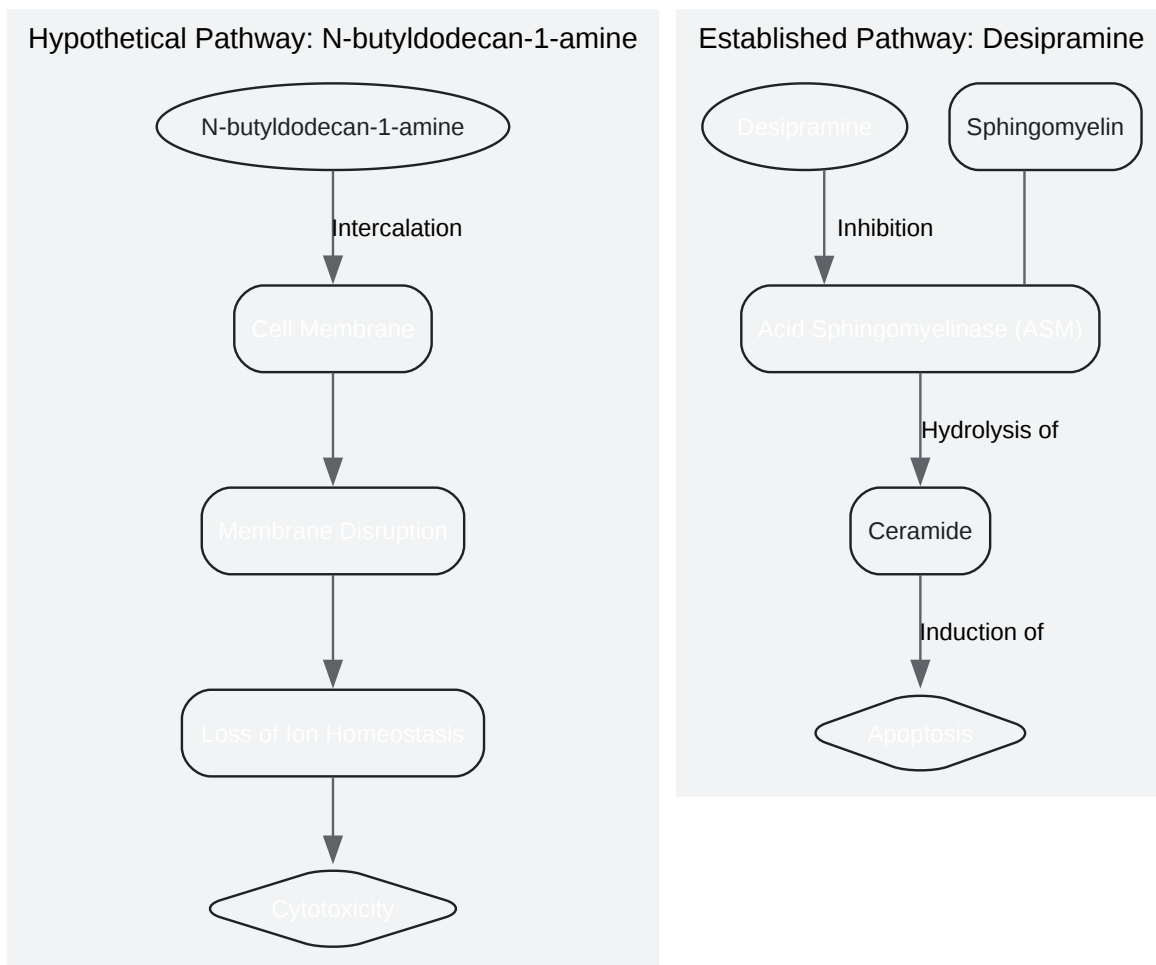 Hypothetical Pathway: N-butyldodecan-1-amine
N-butyldodecan-1-amine
Intercalation
Cell Membrane
Membrane Disruption
Loss of Ion Homeostasis
Cytotoxicity
Established Pathway: Desipramine
Desipramine
Sphingomyelin
Inhibition
Acid Sphingomyelinase (ASM)
Hydrolysis of
Ceramide
Induction of
Apoptosis